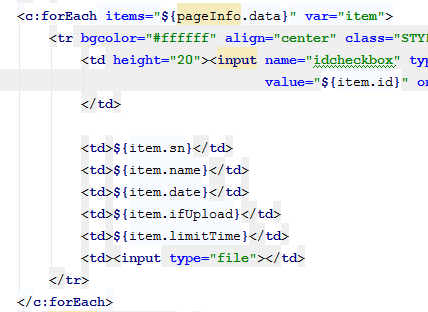 <c:forEach items="${pageInfo.data}" var="item">
<tr bgcolor="#ffffff" align="center" class="STY
<td height="20"><input name="idcheckbox" typ
value="${item.id}" on
</td>
<td>${item.sn}</td>
<td>${item.name}</td>
<td>${item.date}</td>
<td>${item.ifUpload}</td>
<td>${item.limitTime}</td>
<td><input type="file"></td>
</tr>
</c:forEach>